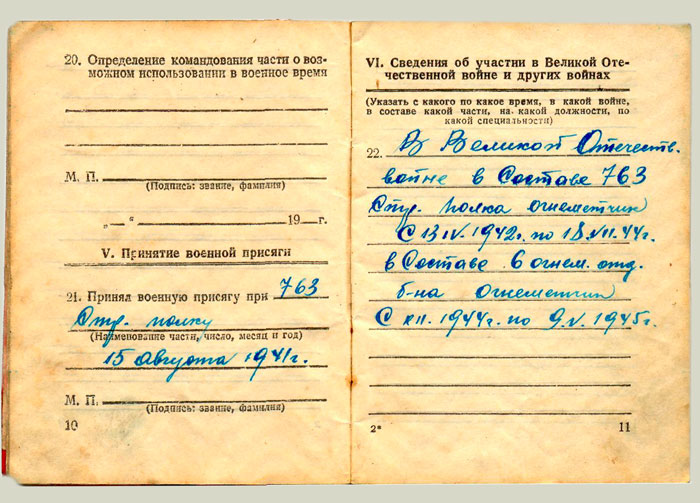 20. Определение командования части о воз-
можном использовании в военное время
М. П.
(Подпись: звание, фамилия)
„ — “ 19 — г.
V. Принятие военной присяги
21. Принял военную присягу при 763
Стр. полку
(Наименование части, число, месяц и год)
15 августа 1941г.
М. П.
(Подпись: звание, фамилия)
10
VI. Сведения об участии в Великой Оте-
чественной войне и других войнах
(Указать с какого по какое время, в какой войне,
в составе какой части, на какой должности, по
какой специальности)
22. В Великой Отечеств.
войне в Составе 763
Стр. полка огнеметчик
С 13 IV. 1942г. по 18.VII.44г.
в Составе 6 огнем. отд.
б-на огнеметчик
С XII. 1944г. по 9.V. 1945г.
2*
11